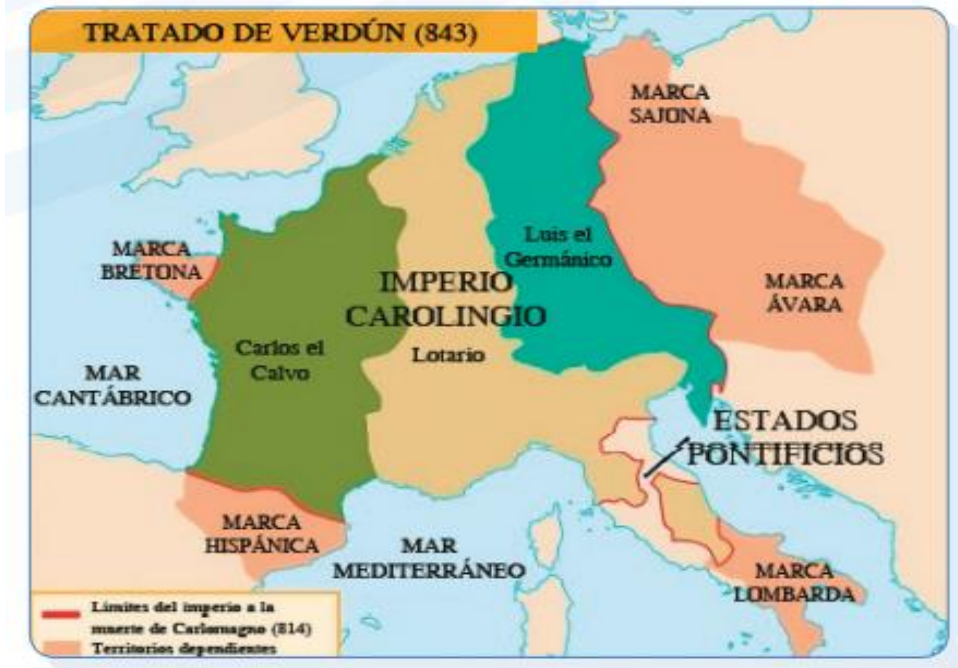 TRATADO DE VERDÚN (843)
MARCA
SAJONA
Luis el
Germánico
MARCA
BRETONA
IMPERIO
CAROLINGIO
MARCA
ÁVARA
Carlos el
Calvo
Lotario
MAR
CANTÁBRICO
ESTADOS
PONTIFICIOS
MARCA
HISPÁNICA
MAR
MEDITERRÁNEO
MARCA
LOMBARDA
Límites del imperio a la
muerte de Carlomagno (814)
Territorios dependientes